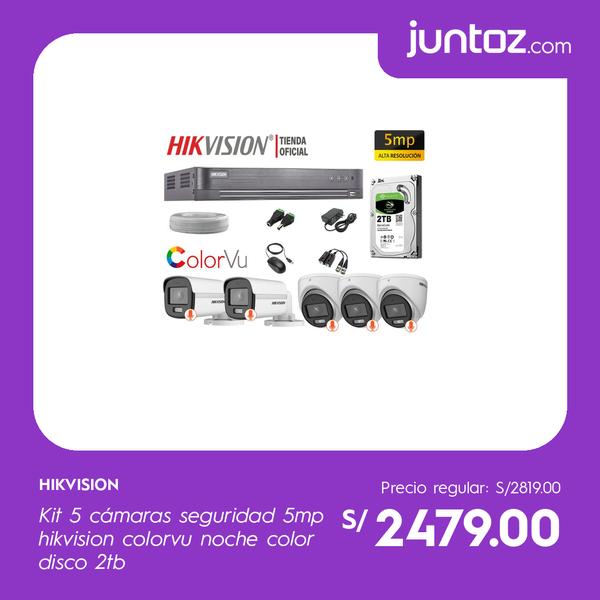 juntoz.com
HIKVISION® TIENDA OFICIAL
5mp
ALTA RESOLUCIÓN
2TB
ColorVu
HIKVISION
Precio regular: S/2819.00
Kit 5 cámaras seguridad 5mp
hikvision colorvu noche color
disco 2tb
S/ 2479.00